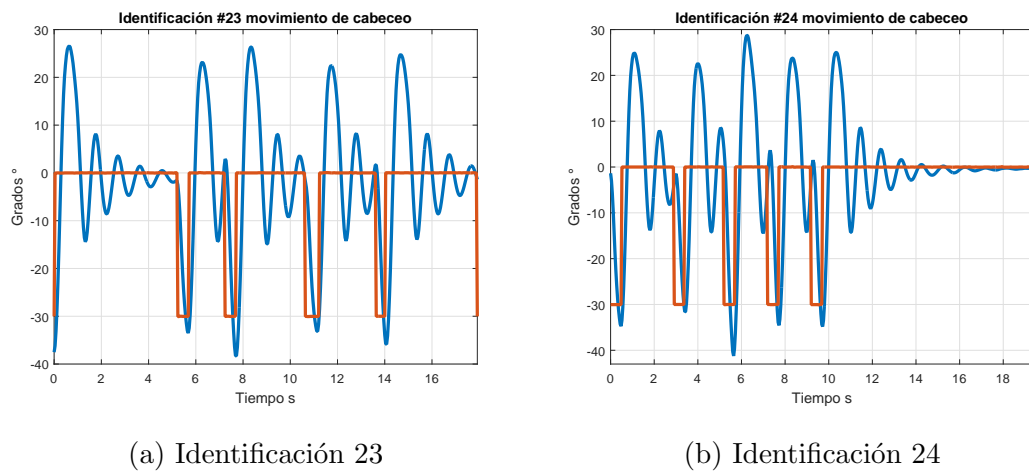 Identificación #23 movimiento de cabeceo
30
20
10
0
-10
-20
-30
-40
Grados °
0 2 4 6 8 10 12 14 16
Tiempo s
(a) Identificación 23
Identificación #24 movimiento de cabeceo
30
20
10
0
-10
-20
-30
-40
Grados °
0 2 4 6 8 10 12 14 16 18
Tiempo s
(b) Identificación 24